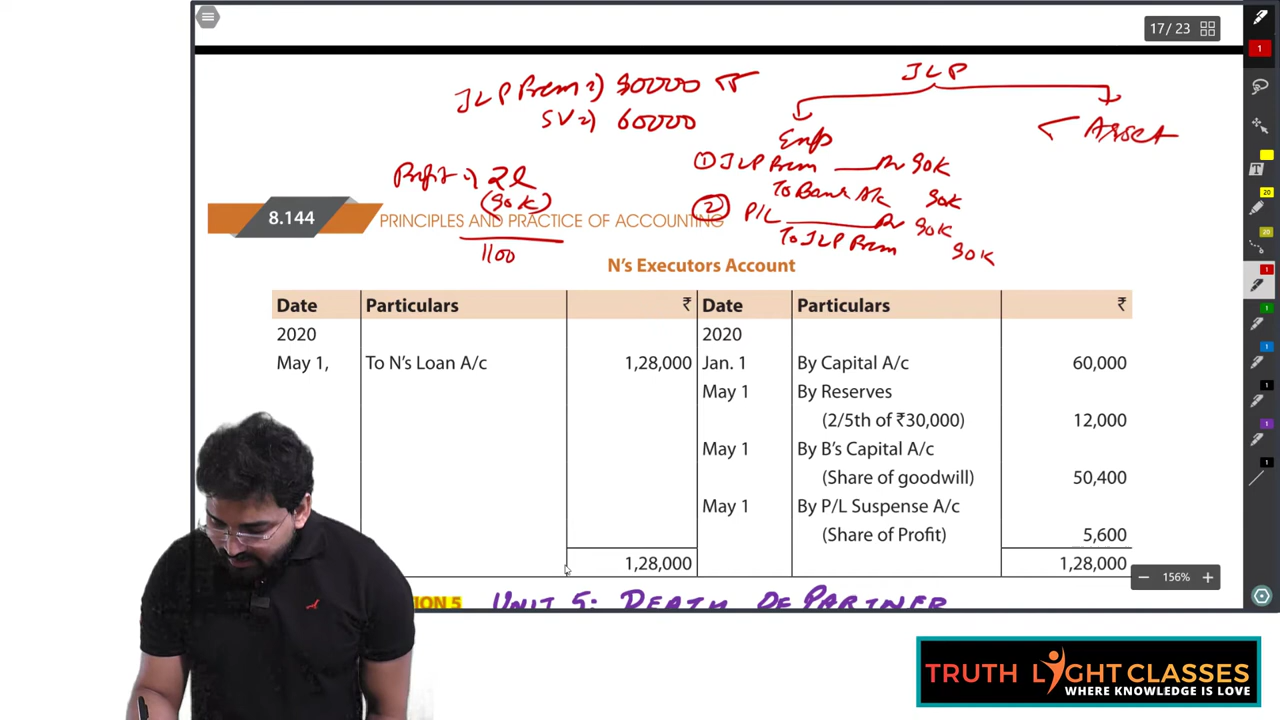 17 / 23
JLP
JLP Prem => 90000
SV => 60000
Enp
Asset
① JLP Prem Dr 90K
To Bank A/c 90K
② P/L Dr 90K
To JLP Prem 90K
Profit => 2L
(90K)
1100
8.144
PRINCIPLES AND PRACTICE OF ACCOUNTING
N's Executors Account
Date Particulars ₹ Date Particulars ₹
2020 2020
May 1, To N's Loan A/c 1,28,000 Jan. 1 By Capital A/c 60,000
May 1 By Reserves
(2/5th of ₹30,000) 12,000
May 1 By B's Capital A/c
(Share of goodwill) 50,400
May 1 By P/L Suspense A/c
(Share of Profit) 5,600
1,28,000 1,28,000
156%
ION 5 UNIT 5: DEATH OF PARTNER
TRUTH LIGHT CLASSES
WHERE KNOWLEDGE IS LOVE